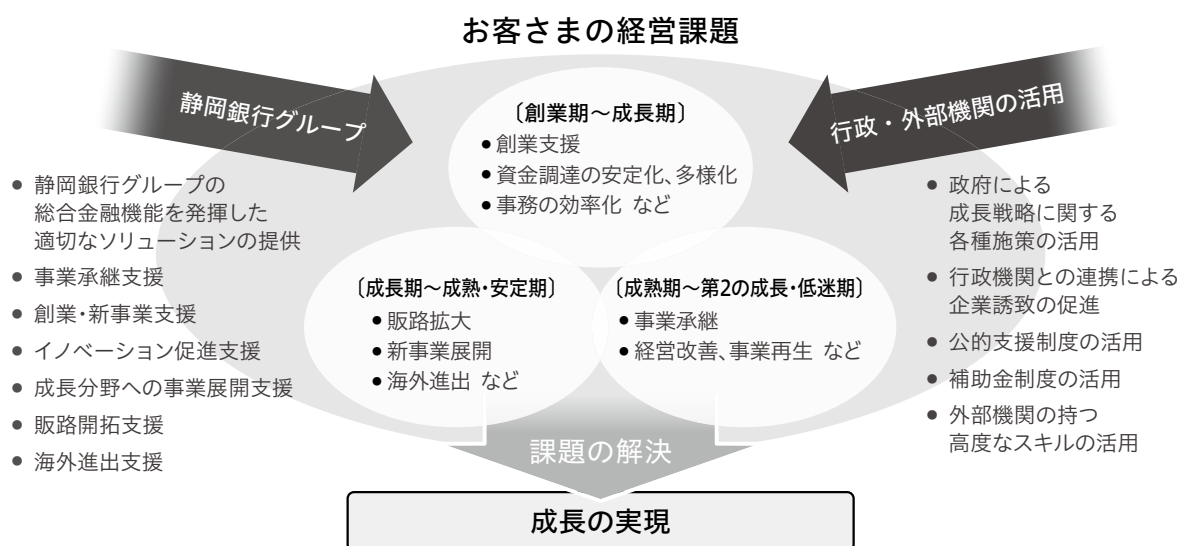 お客さまの経営課題
静岡銀行グループ
行政・外部機関の活用
〔創業期～成長期〕
●創業支援
●資金調達の安定化、多様化
●事務の効率化 など
● 静岡銀行グループの
総合金融機能を発揮した
適切なソリューションの提供
● 事業承継支援
● 創業・新事業支援
● イノベーション促進支援
● 成長分野への事業展開支援
● 販路開拓支援
● 海外進出支援
〔成長期～成熟・安定期〕
●販路拡大
●新事業展開
●海外進出 など
〔成熟期～第2の成長・低迷期〕
●事業承継
●経営改善、事業再生 など
● 政府による
成長戦略に関する
各種施策の活用
● 行政機関との連携による
企業誘致の促進
● 公的支援制度の活用
● 補助金制度の活用
● 外部機関の持つ
高度なスキルの活用
課題の解決
成長の実現